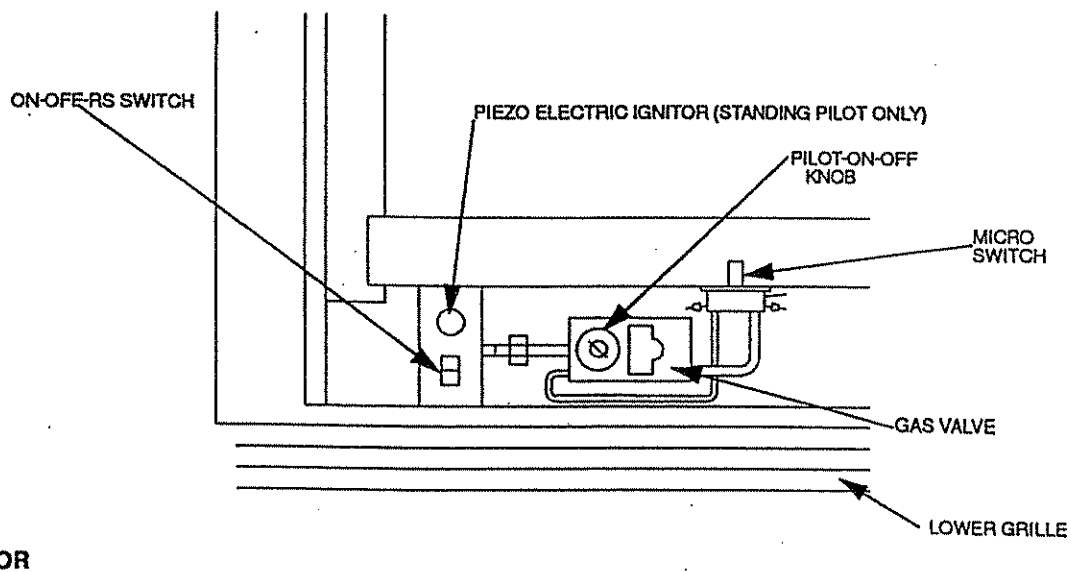 ON-OFF-RS SWITCH
PIEZO ELECTRIC IGNITOR (STANDING PILOT ONLY)
PILOT-ON-OFF
KNOB
MICRO
SWITCH
GAS VALVE
LOWER GRILLE
OR